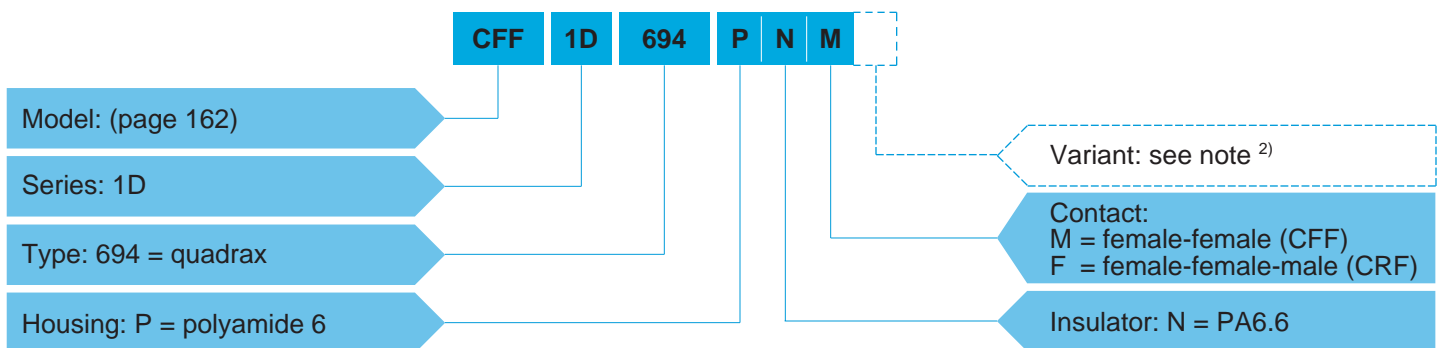 CFF 1D 694 P N M
Model: (page 162)
Series: 1D
Type: 694 = quadrax
Housing: P = polyamide 6
Variant: see note 2)
Contact:
M = female-female (CFF)
F = female-female-male (CRF)
Insulator: N = PA6.6